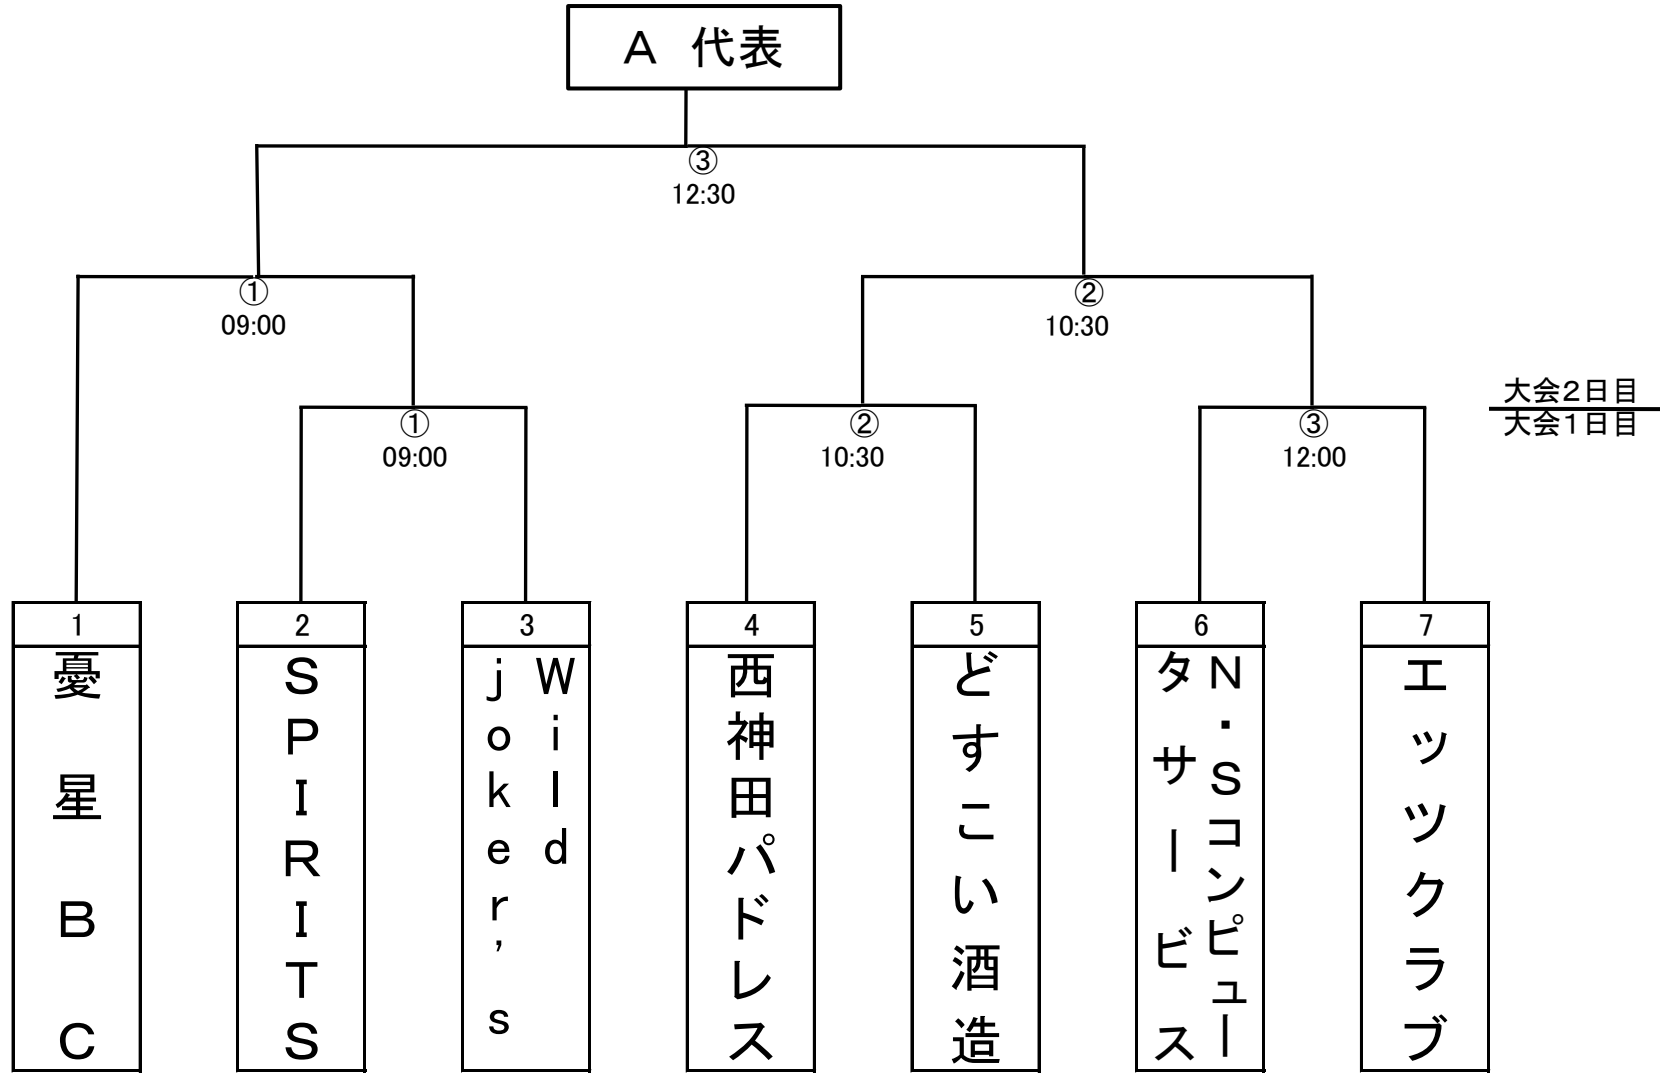 A 代表
③
12:30
①
09:00
②
10:30
大会2日目
大会1日目
①
09:00
②
10:30
③
12:00
1
2
3
4
5
6
7
憂星BC
SPIRITS
Wild
joker's
西神田パドレス
どすこい酒造
N・Sコンピュー
タサービス
エッツクラブ